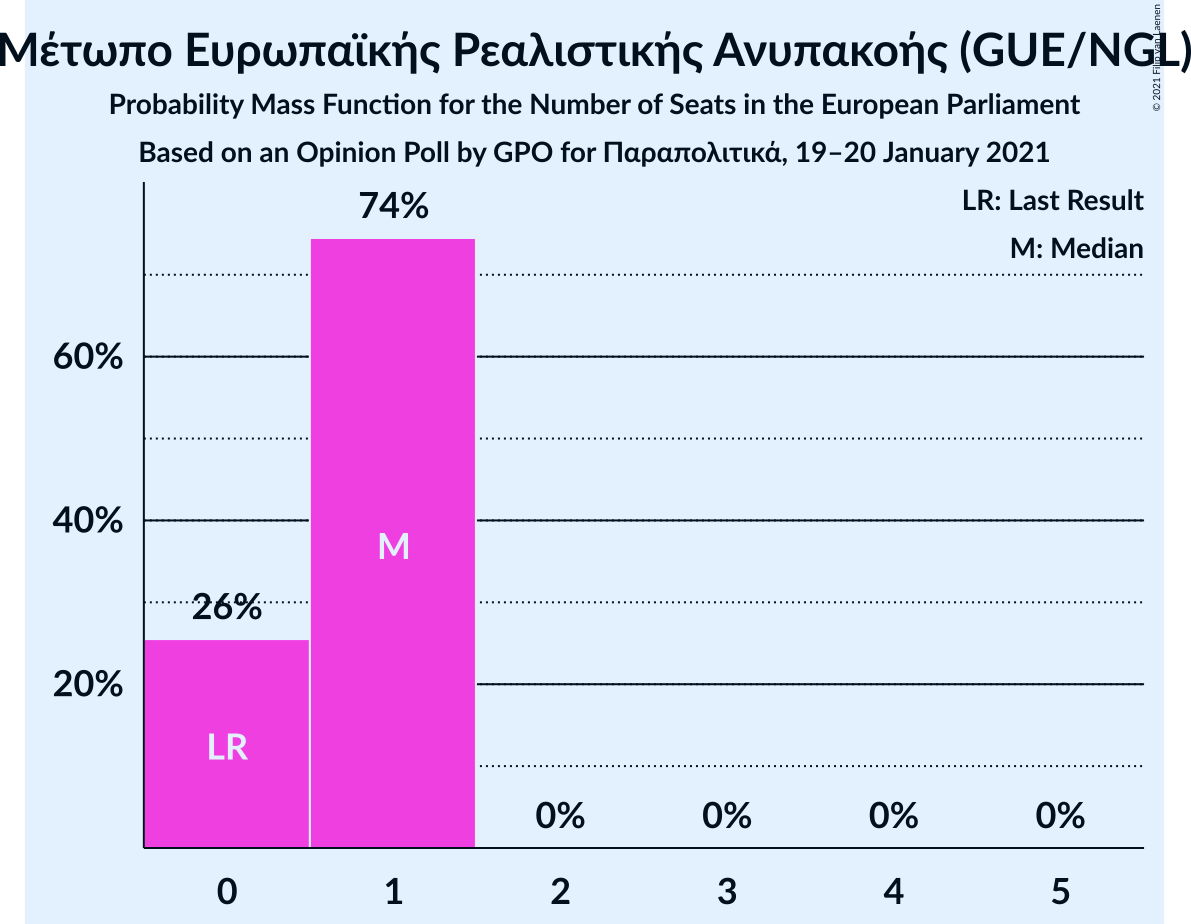 Μέτωπο Ευρωπαϊκής Ρεαλιστικής Ανυπακοής (GUE/NGL)
© 2021 Filip van Laenen
Probability Mass Function for the Number of Seats in the European Parliament
Based on an Opinion Poll by GPO for Παραπολιτικά, 19–20 January 2021
LR: Last Result
M: Median
74%
60%
40%
M
26%
20%
LR
0% 0% 0% 0%
0 1 2 3 4 5